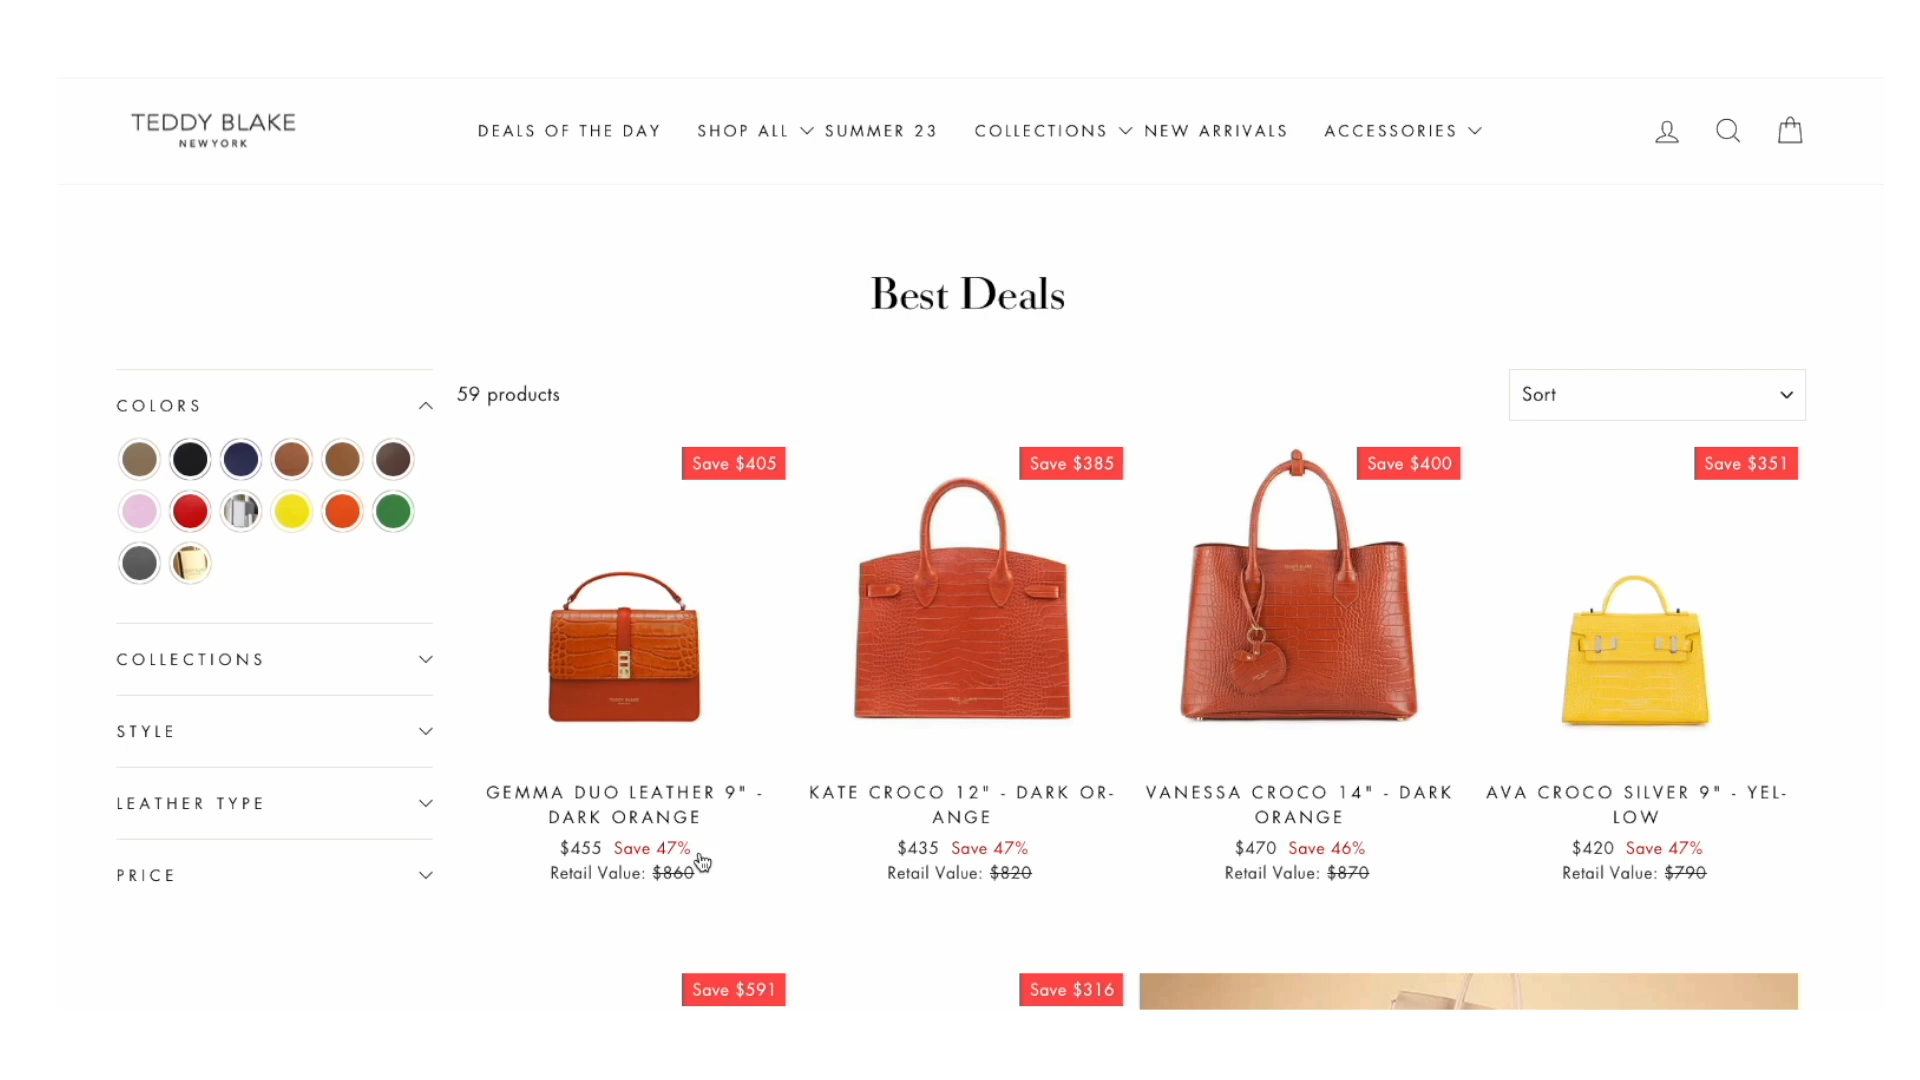 TEDDY BLAKE
NEWYORK
DEALS OF THE DAY
SHOP ALL
SUMMER 23
COLLECTIONS
NEW ARRIVALS
ACCESSORIES
Best Deals
COLORS
59 products
Sort
COLLECTIONS
STYLE
LEATHER TYPE
PRICE
Save $405
GEMMA DUO LEATHER 9" -
DARK ORANGE
$455 Save 47%
Retail Value: $860
Save $385
KATE CROCO 12" - DARK OR-
ANGE
$435 Save 47%
Retail Value: $820
Save $400
VANESSA CROCO 14" - DARK
ORANGE
$470 Save 46%
Retail Value: $870
Save $351
AVA CROCO SILVER 9" - YEL-
LOW
$420 Save 47%
Retail Value: $790
Save $591
Save $316